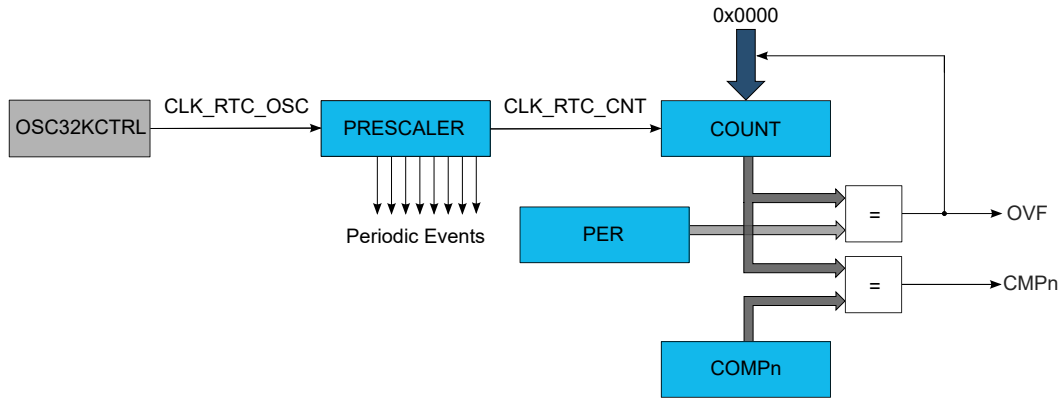 0x0000
CLK_RTC_OSC
CLK_RTC_CNT
OSC32KCTRL
PRESCALER
COUNT
Periodic Events
PER
=
OVF
=
CMPn
COMPn